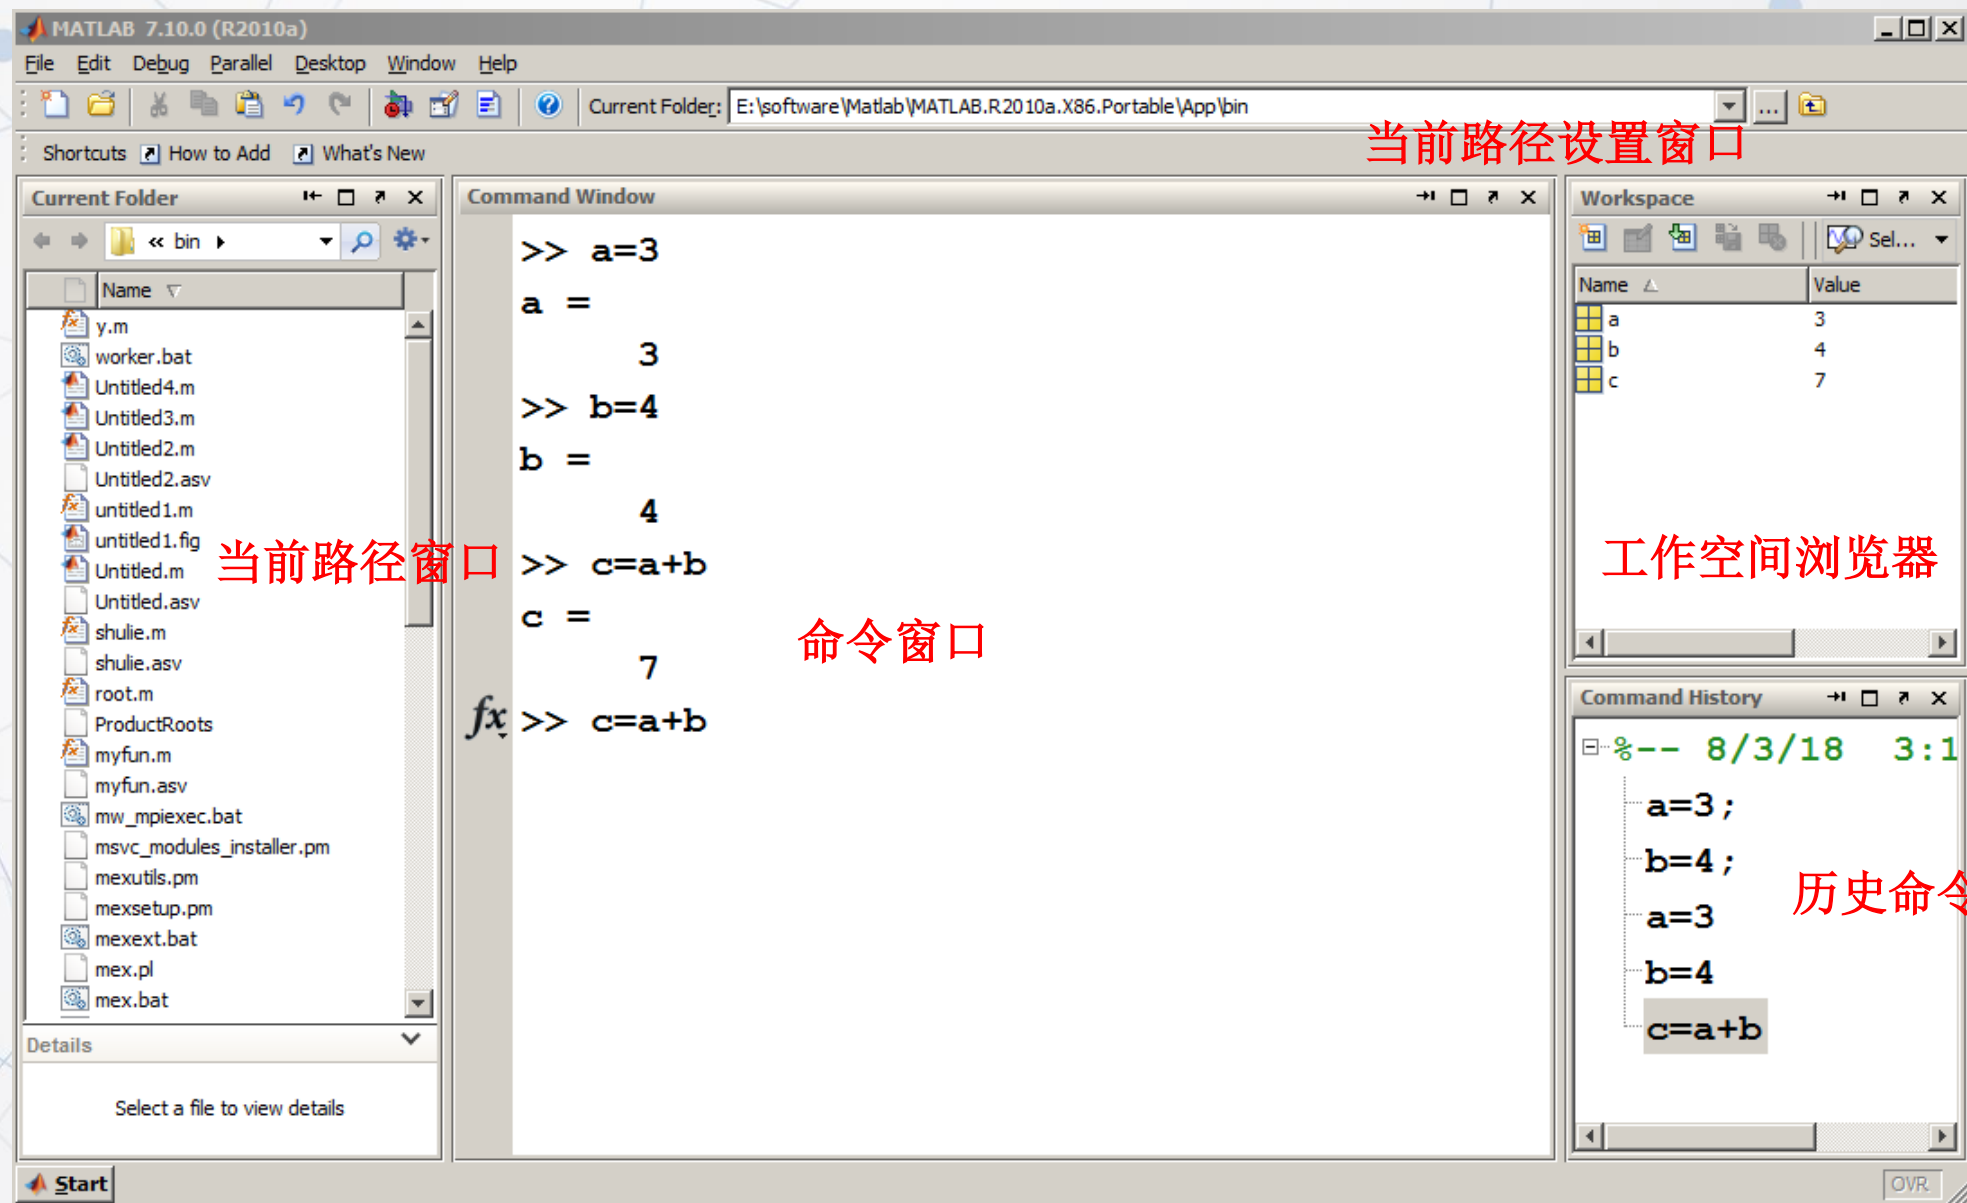 MATLAB 7.10.0 (R2010a)
File Edit Debug Parallel Desktop Window Help
Current Folder: E:\software\Matlab\MATLAB.R2010a.X86.Portable\App\bin ...
当前路径设置窗口
Shortcuts How to Add What's New
Current Folder
« bin
Name
y.m
worker.bat
Untitled4.m
Untitled3.m
Untitled2.m
Untitled2.asv
untitled1.m
untitled1.fig
Untitled.m
Untitled.asv
shulie.m
shulie.asv
root.m
ProductRoots
myfun.m
myfun.asv
mw_mpiexec.bat
msvc_modules_installer.pm
mexutils.pm
mexsetup.pm
mexext.bat
mex.pl
mex.bat
当前路径窗口
Details
Select a file to view details
Command Window
>> a=3
a =
3
>> b=4
b =
4
>> c=a+b
c =
7
fx >> c=a+b
命令窗口
Workspace
Sel...
Name Value
a 3
b 4
c 7
工作空间浏览器
Command History
%-- 8/3/18 3:1
a=3;
b=4;
a=3
b=4
c=a+b
历史命令
Start
OVR